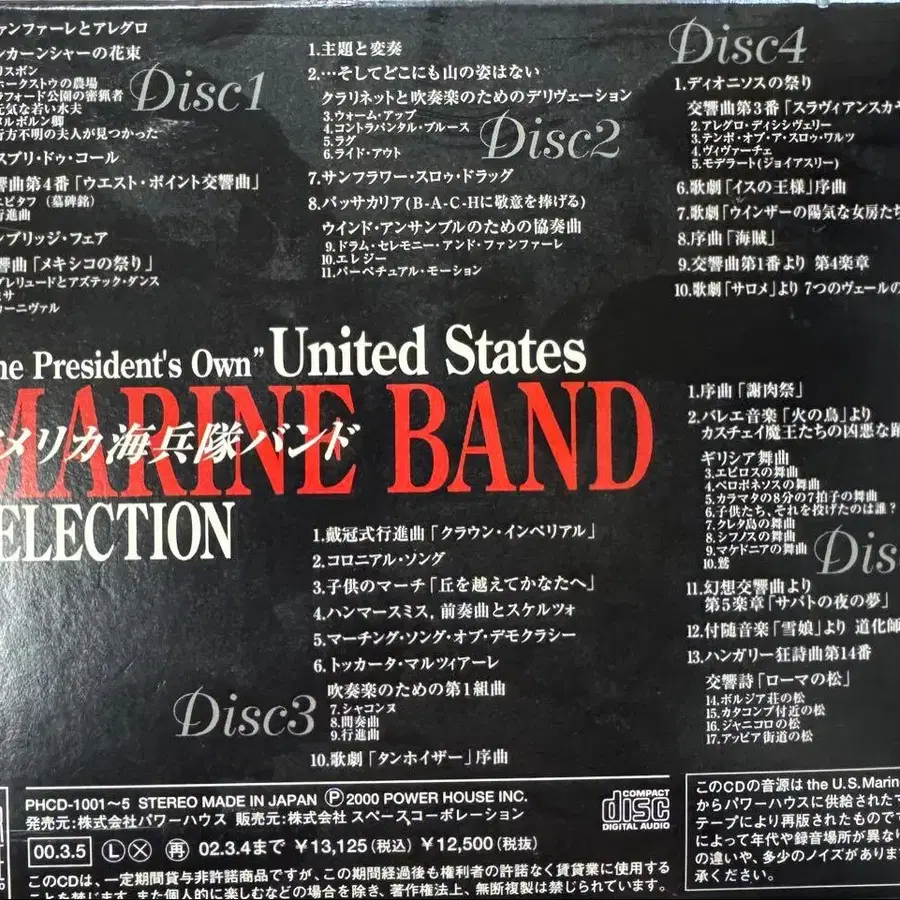 ァンファーレとアレグロ
ンカーンシャーの花束
リスボン
ホークストウの農場
ラフォード公園の密猟者
元気な若い水夫
メルボルン卿
行方不明の夫人が見つかった
スプリ・ドゥ・コール
響曲第4番「ウエスト・ポイント交響曲」
エピタフ（墓碑銘）
行進曲
ンブリッジ・フェア
響曲「メキシコの祭り」
プレリュードとアズテック・ダンス
ミサ
カーニヴァル
Disc1
1.主題と変奏
2.…そしてどこにも山の姿はない
クラリネットと吹奏楽のためのデリヴェーション
3.ウォーム・アップ
4.コントラパンタル・ブルース
5.ラグ
6.ライド・アウト
Disc2
7.サンフラワー・スロゥ・ドラッグ
8.パッサカリア(B-A-C-Hに敬意を捧げる)
ウインド・アンサンブルのための協奏曲
9.ドラム・セレモニー・アンド・ファンファーレ
10.エレジー
11.パーペチュアル・モーション
Disc4
1.ディオニソスの祭り
交響曲第3番「スラヴィアンスカヤ
2.アレグロ・ディシシヴェリー
3.テンポ・オブ・ア・スロゥ・ワルツ
4.ヴィヴァーチェ
5.モデラート(ジョイアスリー)
6.歌劇「イスの王様」序曲
7.歌劇「ウインザーの陽気な女房たち
8.序曲「海賊」
9.交響曲第1番より 第4楽章
10.歌劇「サロメ」より 7つのヴェールの
he President's Own" United States
MARINE BAND
メリカ海兵隊バンド
ELECTION
1.戴冠式行進曲「クラウン・インペリアル」
2.コロニアル・ソング
3.子供のマーチ「丘を越えてかなたへ」
4.ハンマースミス, 前奏曲とスケルツォ
5.マーチング・ソング・オブ・デモクラシー
6.トッカータ・マルツィアーレ
吹奏楽のための第1組曲
7.シャコンヌ
8.間奏曲
9.行進曲
10.歌劇「タンホイザー」序曲
Disc3
1.序曲「謝肉祭」
2.バレエ音楽「火の鳥」より
カスチェイ魔王たちの凶悪な踊
ギリシア舞曲
3.エピロスの舞曲
4.ペロポネソスの舞曲
5.カラマタの8分の7拍子の舞曲
6.子供たち、それを投げたのは誰?
7.クレタ島の舞曲
8.シフノスの舞曲
9.マケドニアの舞曲
10.鷲
Disc
11.幻想交響曲より
第5楽章「サバトの夜の夢」
12.付随音楽「雪娘」より 道化師
13.ハンガリー狂詩曲第14番
交響詩「ローマの松」
14.ボルジア荘の松
15.カタコンブ付近の松
16.ジャニコロの松
17.アッピア街道の松
PHCD-1001～5 STEREO MADE IN JAPAN Ⓟ2000 POWER HOUSE INC.
発売元:株式会社パワーハウス 販売元:株式会社 スペースコーポレーション
00.3.5 Ⓛ Ⓧ 再 02.3.4まで ￥13,125(税込) ￥12,500(税抜)
COMPACT
disc
DIGITAL AUDIO
このCDは、一定期間貸与非許諾商品ですが、この期間経過後も権利者の許諾なく賃貸業に使用する
ことを禁じます。また個人的に楽しむなどの場合を除き、著作権法上、無断複製は禁じられ
このCDの音源は the U.S.Marine
からパワーハウスに供給された
テープにより再版されたもので
によって年代や録音場所が異な
の違いや、多少のノイズがありま
承ください。